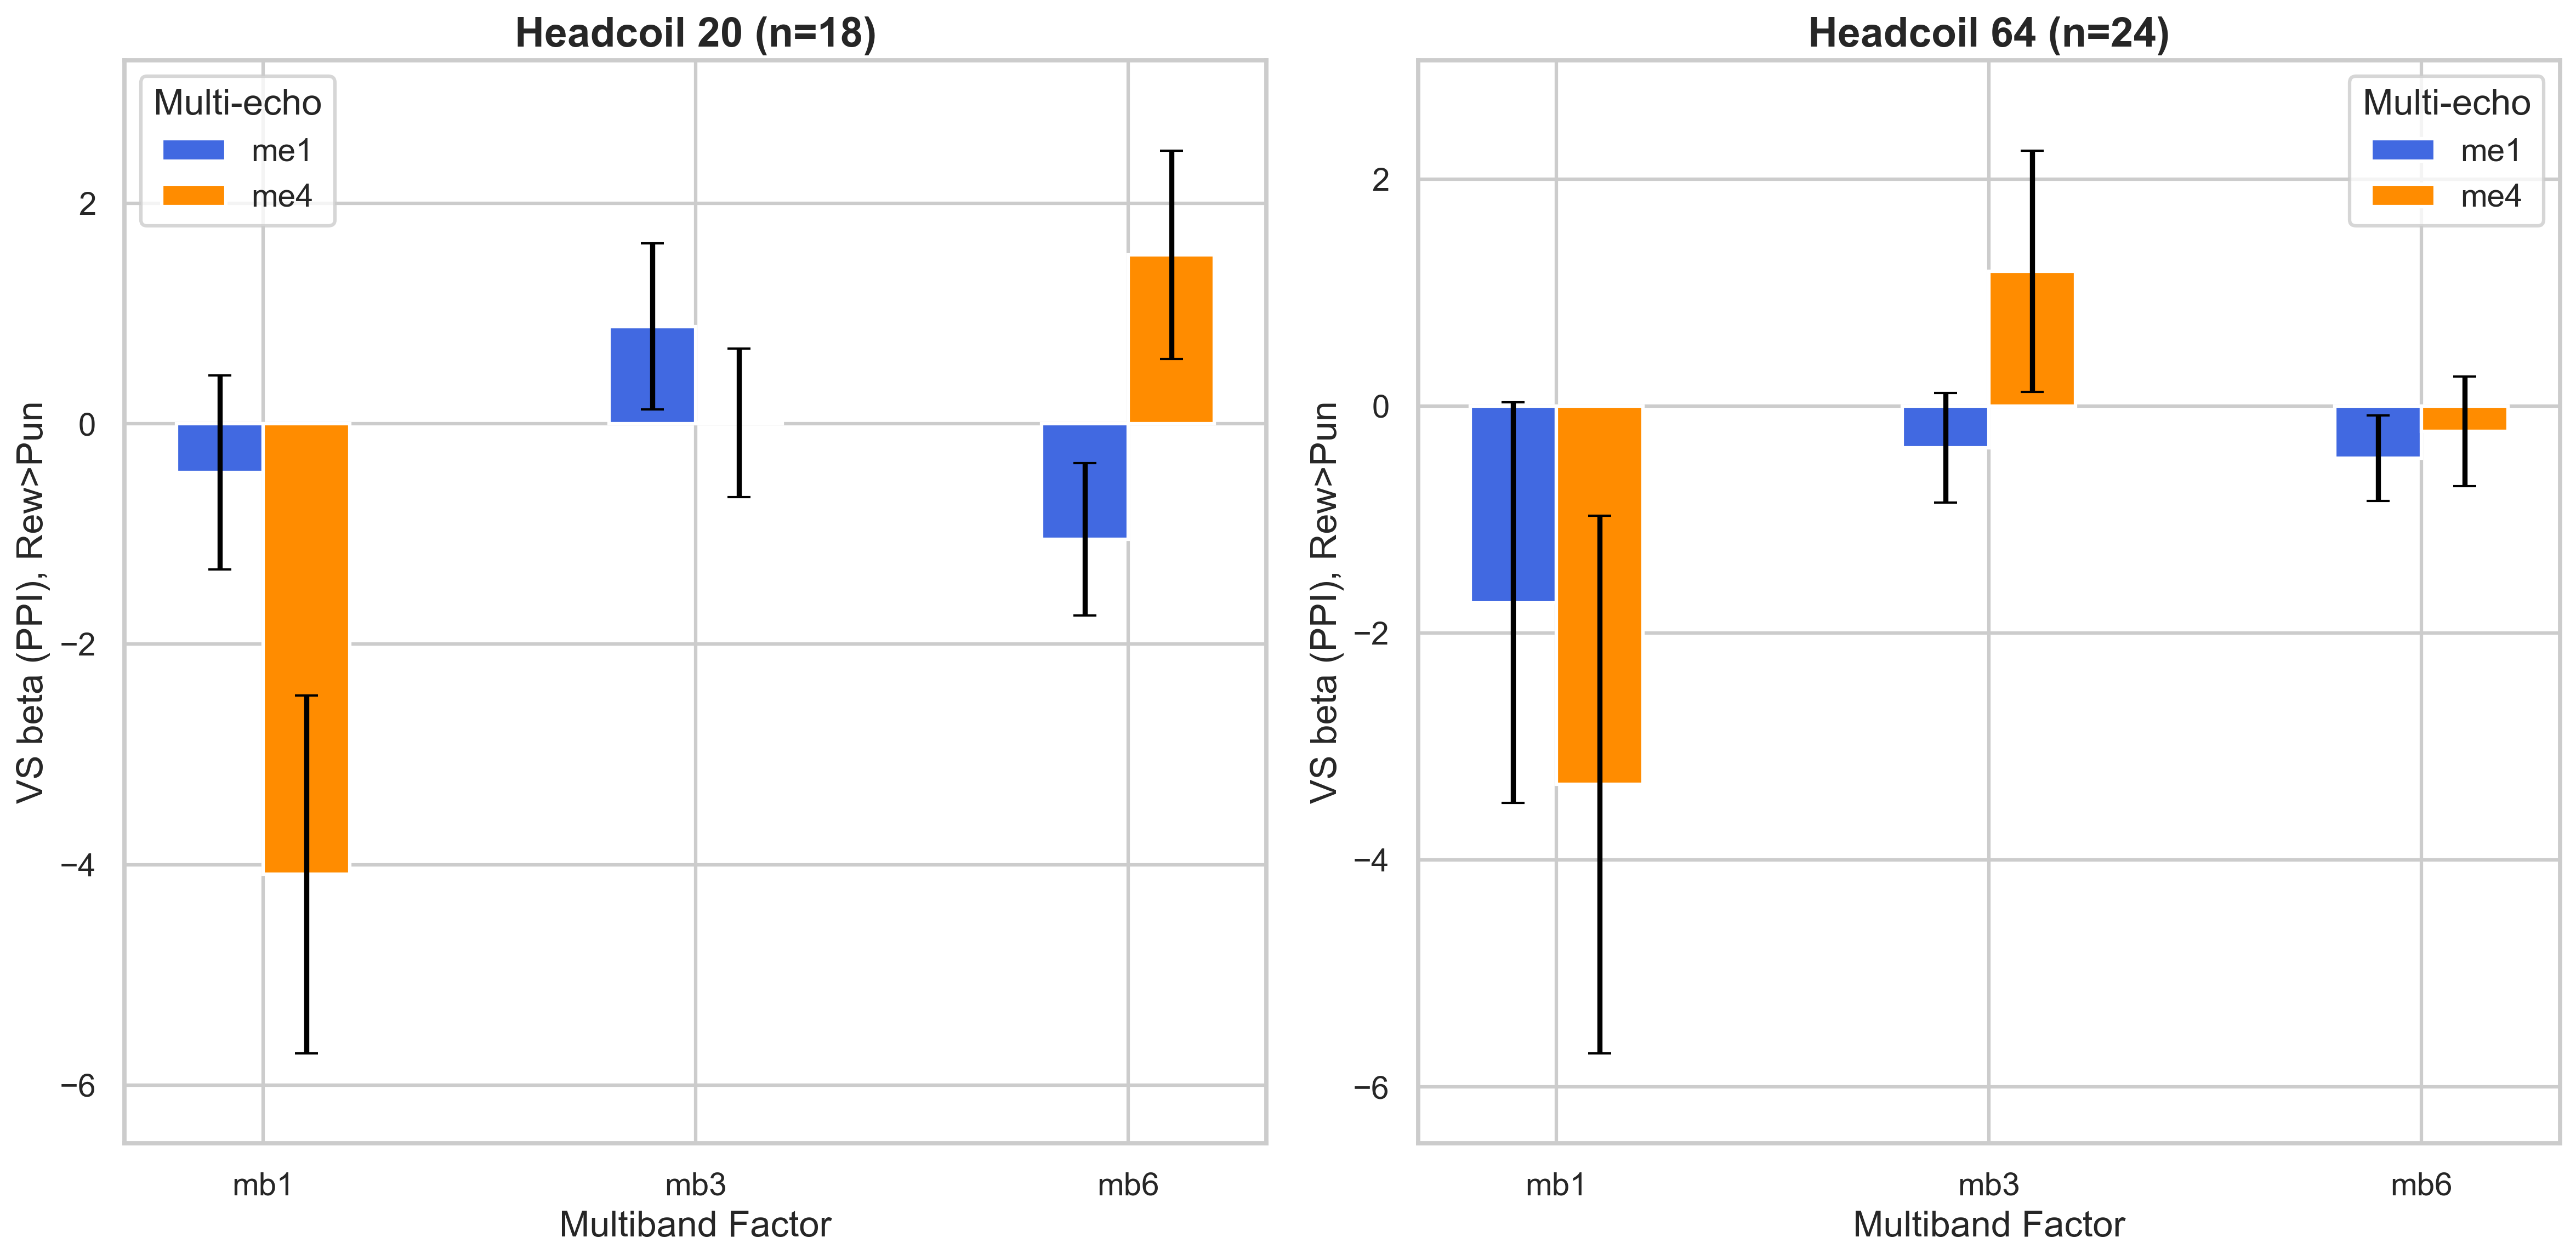 Headcoil 20 (n=18)
Multi-echo
me1
me4
2
0
−2
−4
−6
VS beta (PPI), Rew>Pun
mb1
mb3
mb6
Multiband Factor
Headcoil 64 (n=24)
Multi-echo
me1
me4
2
0
−2
−4
−6
VS beta (PPI), Rew>Pun
mb1
mb3
mb6
Multiband Factor